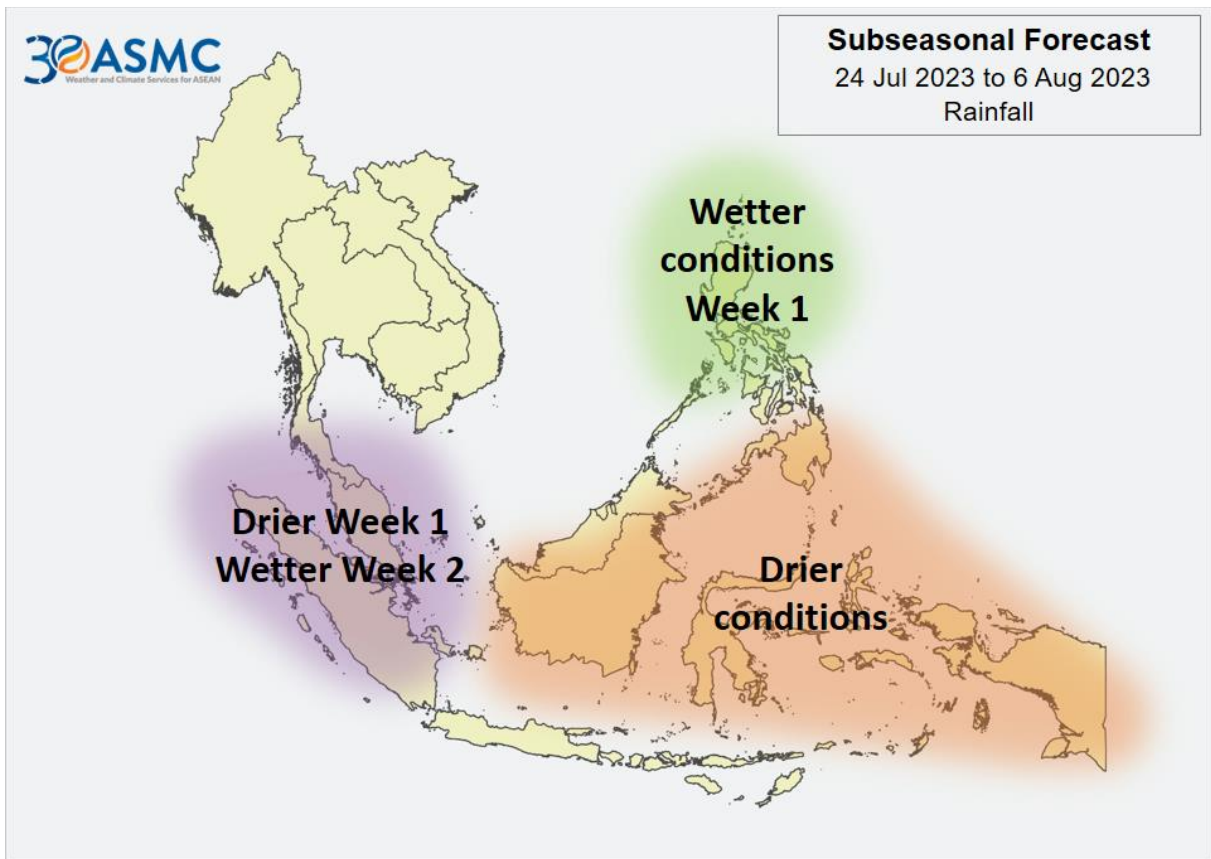 30 ASMC
Weather and Climate Services for ASEAN
Subseasonal Forecast
24 Jul 2023 to 6 Aug 2023
Rainfall
Wetter
conditions
Week 1
Drier Week 1
Wetter Week 2
Drier
conditions